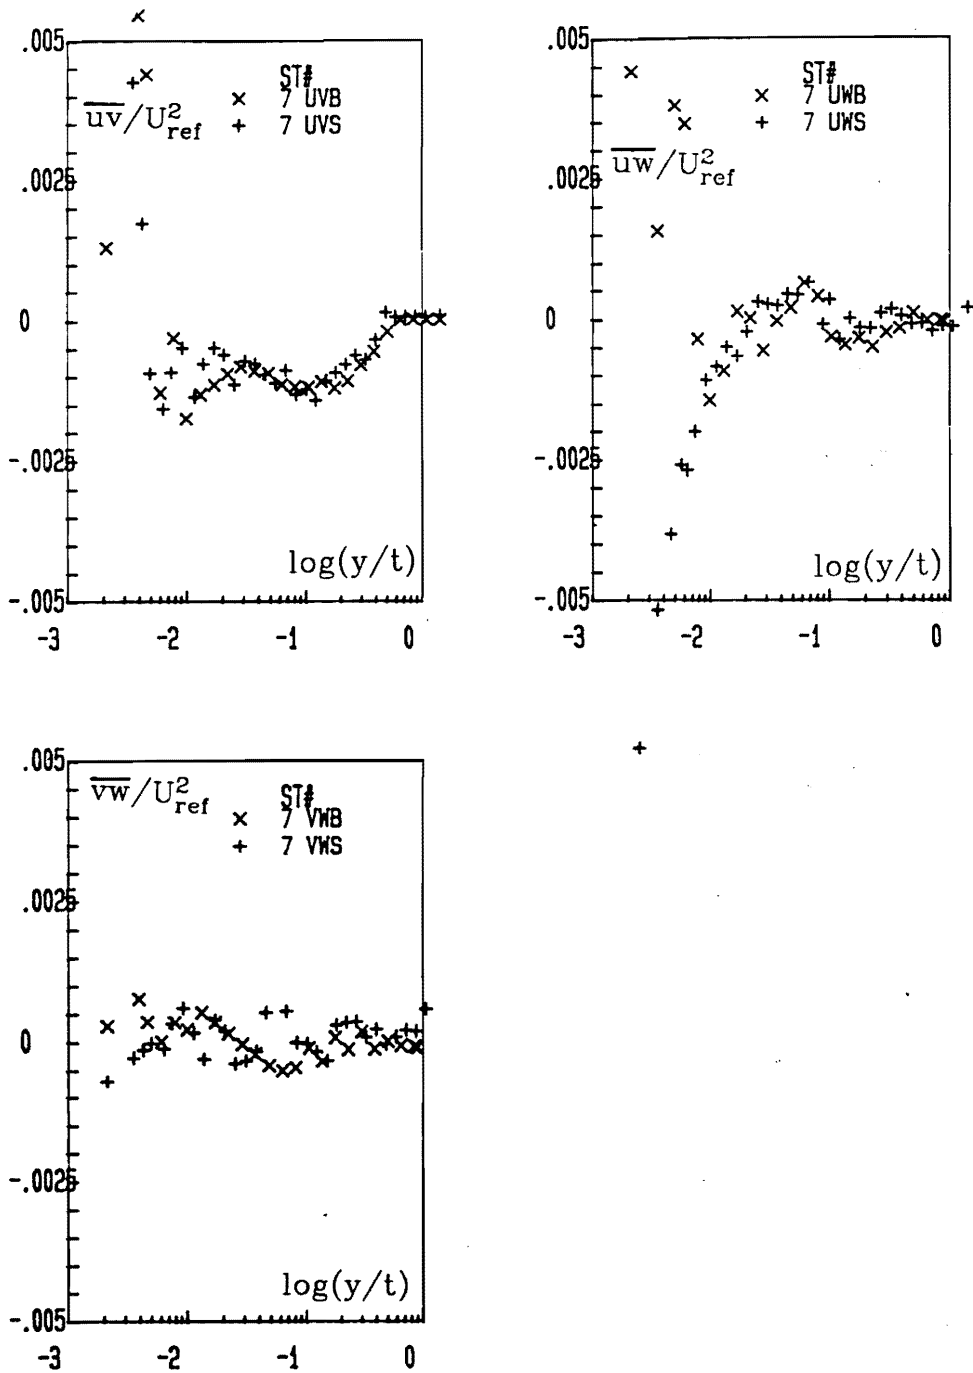 .005
ST#
× 7 UVB
+ 7 UVS
uv/U²ref
.0025
0
-.0025
log(y/t)
-.005
-3 -2 -1 0
.005
ST#
× 7 UWB
+ 7 UWS
uw/U²ref
.0025
0
-.0025
log(y/t)
-.005
-3 -2 -1 0
.005
vw/U²ref
ST#
× 7 VWB
+ 7 VWS
.0025
0
-.0025
log(y/t)
-.005
-3 -2 -1 0